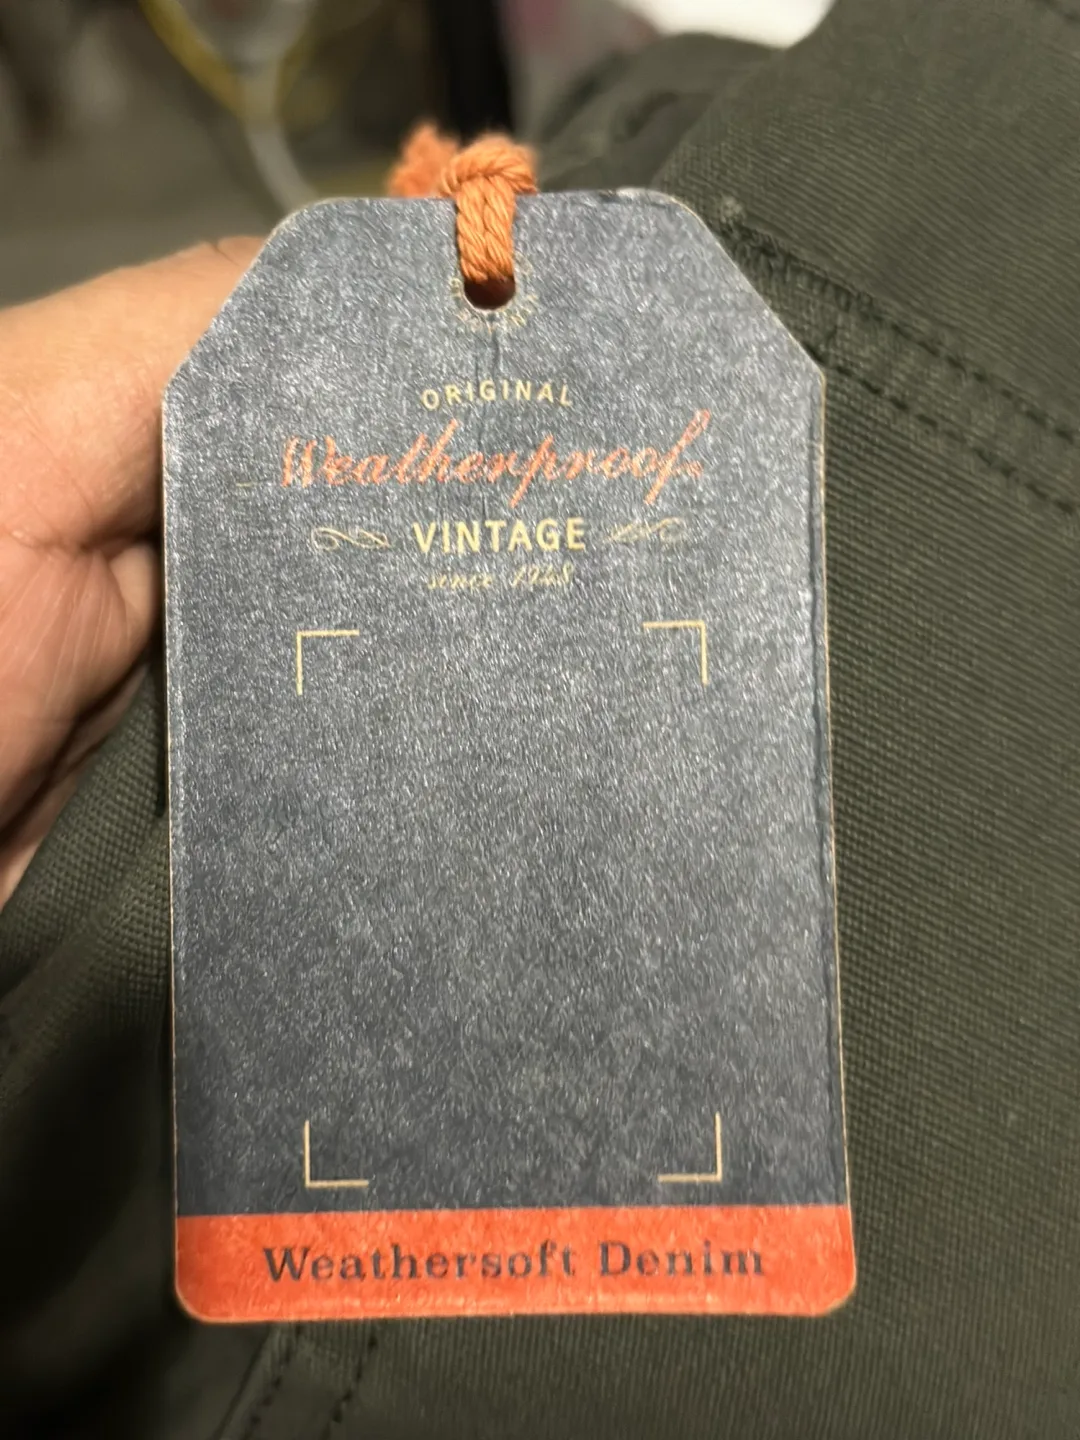 ORIGINAL
Weatherproof
VINTAGE
since 1948
Weathersoft Denim